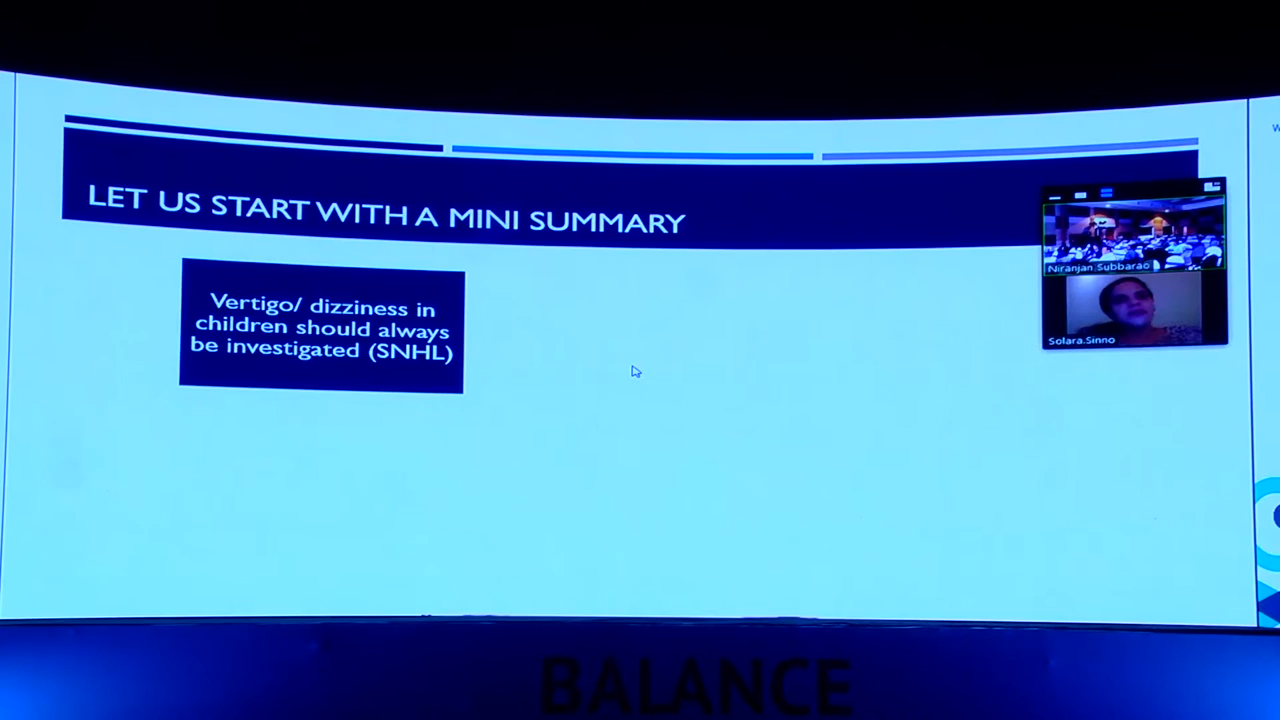 LET US START WITH A MINI SUMMARY
Vertigo/ dizziness in
children should always
be investigated (SNHL)
Niranjan.Subbarao
Solara.Sinno
BALANCE